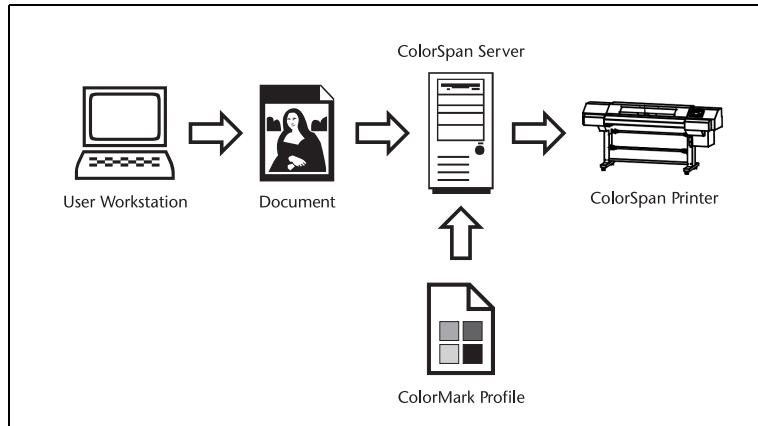 ColorSpan Server
User Workstation
Document
ColorSpan Printer
ColorMark Profile